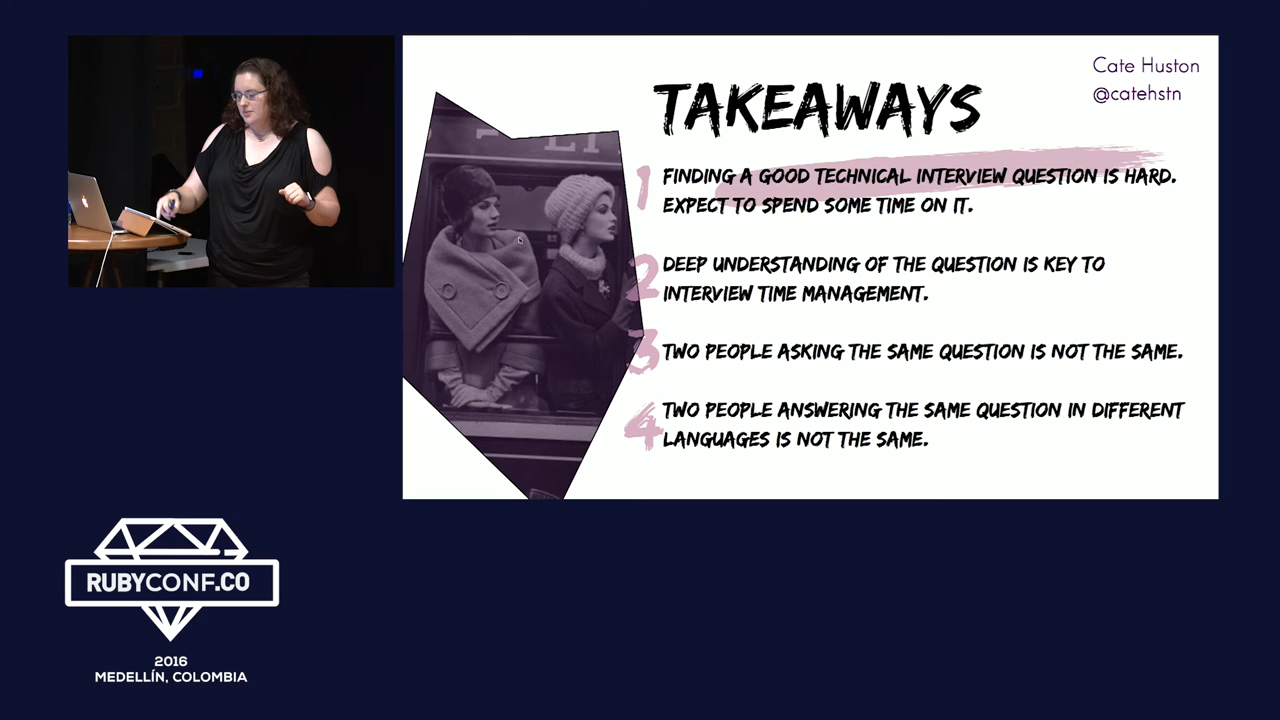 Cate Huston
@catehstn
TAKEAWAYS
1
FINDING A GOOD TECHNICAL INTERVIEW QUESTION IS HARD.
EXPECT TO SPEND SOME TIME ON IT.
2
DEEP UNDERSTANDING OF THE QUESTION IS KEY TO
INTERVIEW TIME MANAGEMENT.
3
TWO PEOPLE ASKING THE SAME QUESTION IS NOT THE SAME.
4
TWO PEOPLE ANSWERING THE SAME QUESTION IN DIFFERENT
LANGUAGES IS NOT THE SAME.
RUBYCONF.CO
2016
MEDELLÍN, COLOMBIA